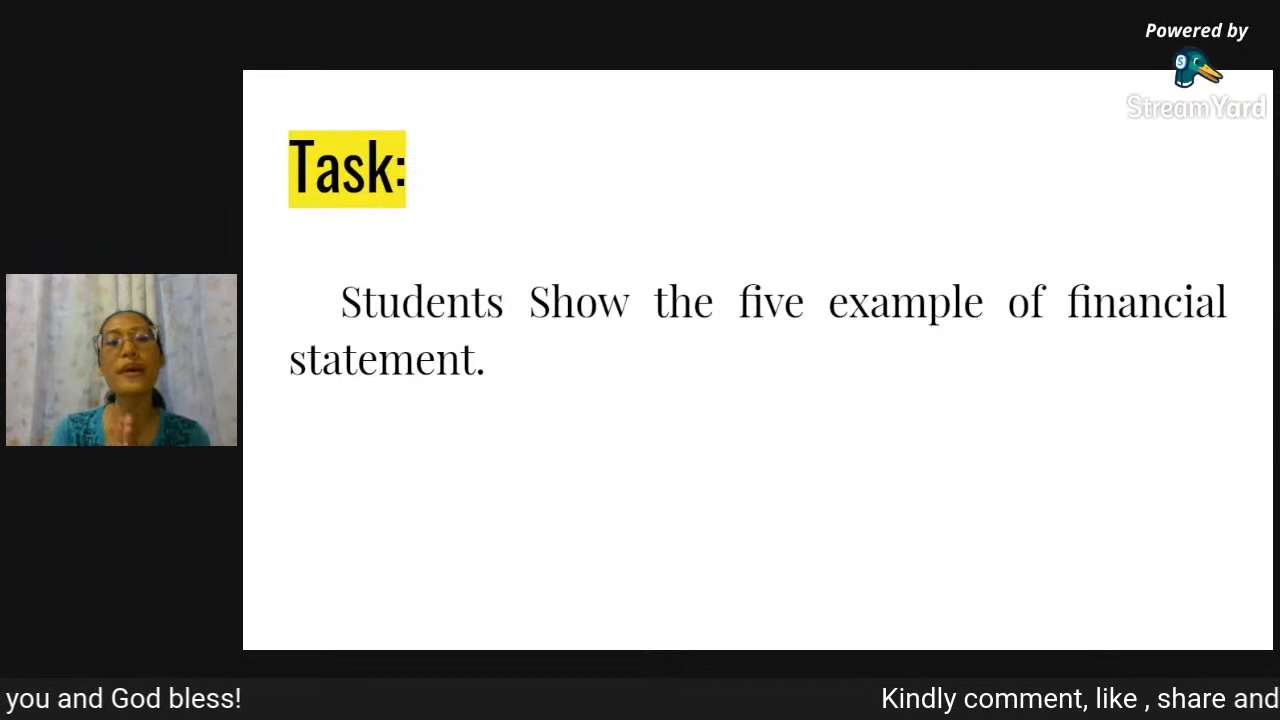 Powered by
StreamYard
Task:
Students Show the five example of financial
statement.
you and God bless!
Kindly comment, like , share and